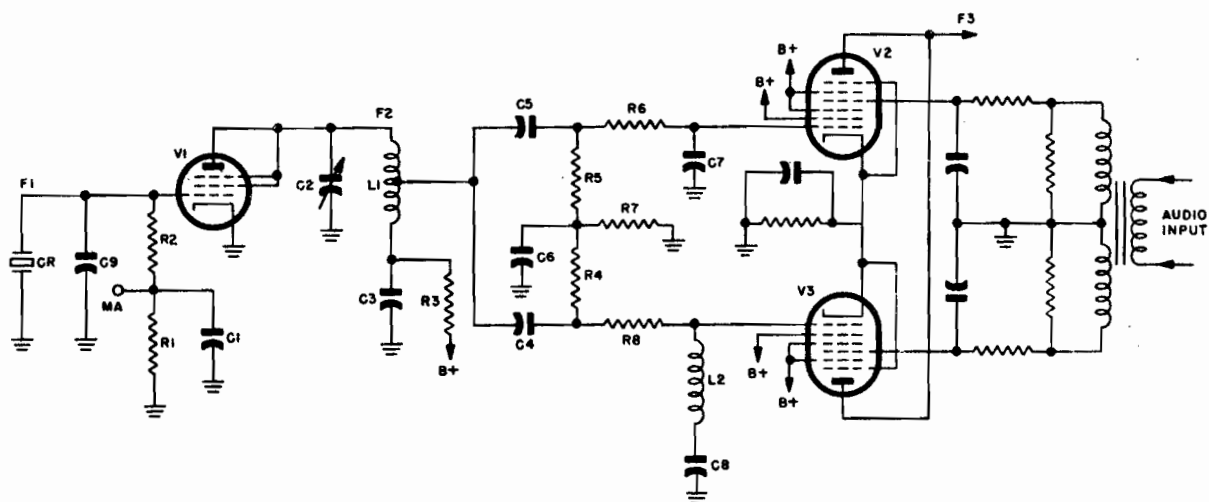 F3
V2
B+
B+
C5
R6
F2
V1
C2
L1
C7
R5
F1
R7
R2
CR
C9
C6
R4
MA
C3
R3
V3
R1
C1
C4
R8
B+
B+
B+
L2
C8
AUDIO
INPUT